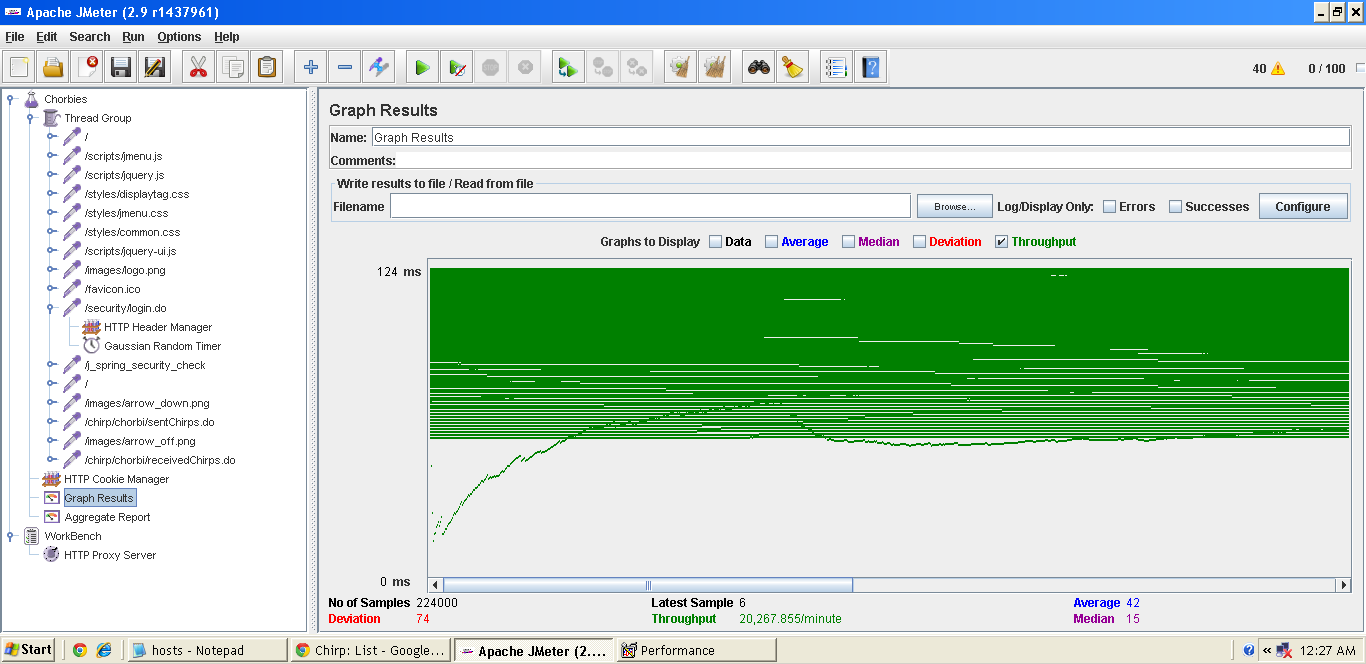 Apache JMeter (2.9 r1437961)
File Edit Search Run Options Help
40 0 / 100
Chorbies
Thread Group
/
/scripts/jmenu.js
/scripts/jquery.js
/styles/displaytag.css
/styles/jmenu.css
/styles/common.css
/scripts/jquery-ui.js
/images/logo.png
/favicon.ico
/security/login.do
HTTP Header Manager
Gaussian Random Timer
/j_spring_security_check
/
/images/arrow_down.png
/chirp/chorbi/sentChirps.do
/images/arrow_off.png
/chirp/chorbi/receivedChirps.do
HTTP Cookie Manager
Graph Results
Aggregate Report
WorkBench
HTTP Proxy Server
Graph Results
Name: Graph Results
Comments:
Write results to file / Read from file
Filename Browse... Log/Display Only: Errors Successes Configure
Graphs to Display Data Average Median Deviation Throughput
124 ms
0 ms
No of Samples 224000 Latest Sample 6 Average 42
Deviation 74 Throughput 20,267.855/minute Median 15
Start hosts - Notepad Chirp: List - Google... Apache JMeter (2.... Performance « 12:27 AM